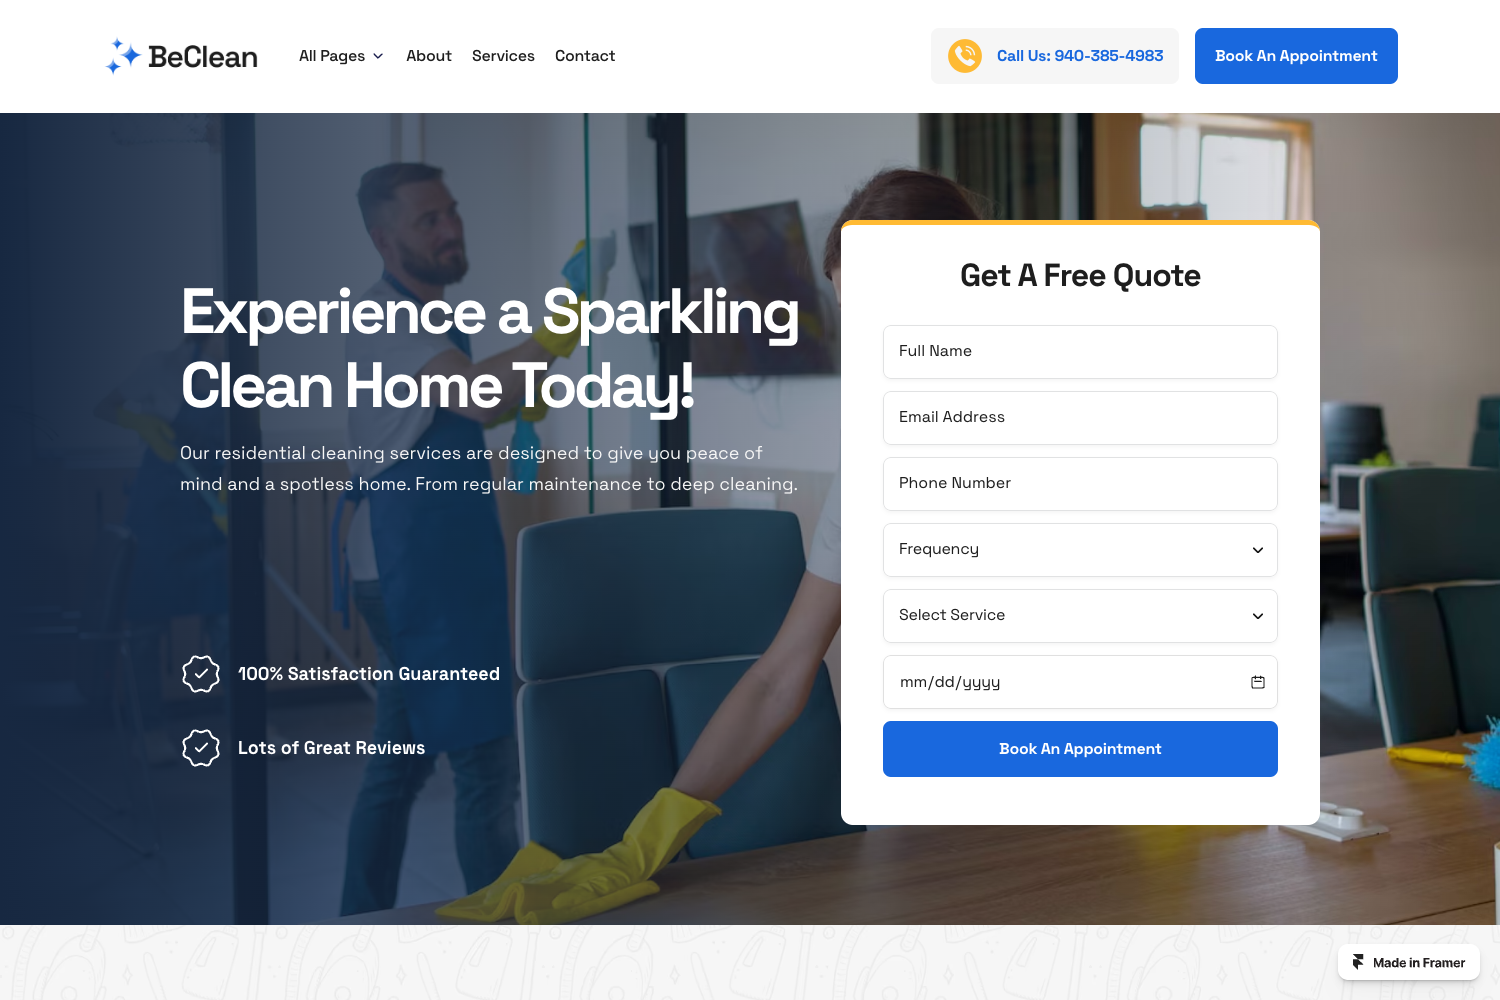 BeClean
All Pages
About
Services
Contact
Call Us: 940-385-4983
Book An Appointment
Experience a Sparkling
Clean Home Today!
Our residential cleaning services are designed to give you peace of
mind and a spotless home. From regular maintenance to deep cleaning.
100% Satisfaction Guaranteed
Lots of Great Reviews
Get A Free Quote
Full Name
Email Address
Phone Number
Frequency
Select Service
mm/dd/yyyy
Book An Appointment
Made in Framer